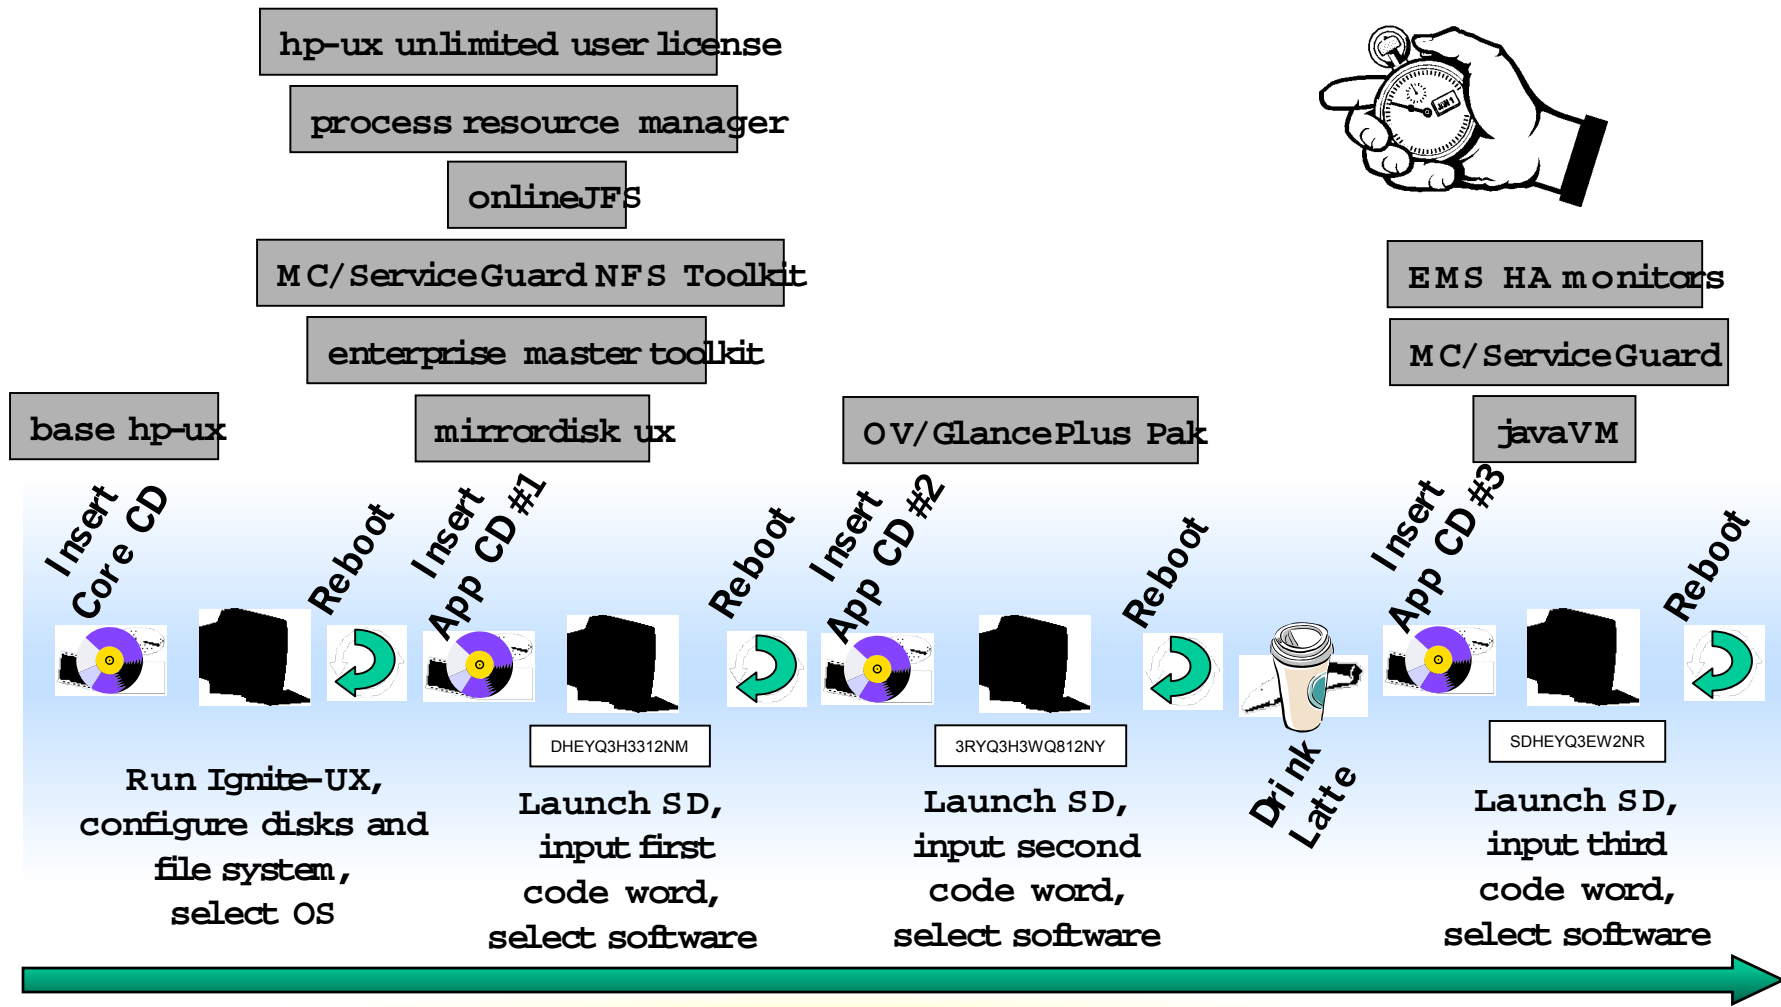 hp-ux unlimited user license
process resource manager
onlineJFS
MC/ServiceGuard NFS Toolkit
enterprise master toolkit
mirrordisk ux
base hp-ux
OV/GlancePlus Pak
EMS HA monitors
MC/ServiceGuard
javaVM
Insert
Core CD
Reboot
Insert
App CD #1
Reboot
Insert
App CD #2
Reboot
Drink
Latte
Insert
App CD #3
Reboot
Run Ignite-UX,
configure disks and
file system,
select OS
DHEYQ3H3312NM
Launch SD,
input first
code word,
select software
3RYQ3H3WQ812NY
Launch SD,
input second
code word,
select software
SDHEYQ3EW2NR
Launch SD,
input third
code word,
select software